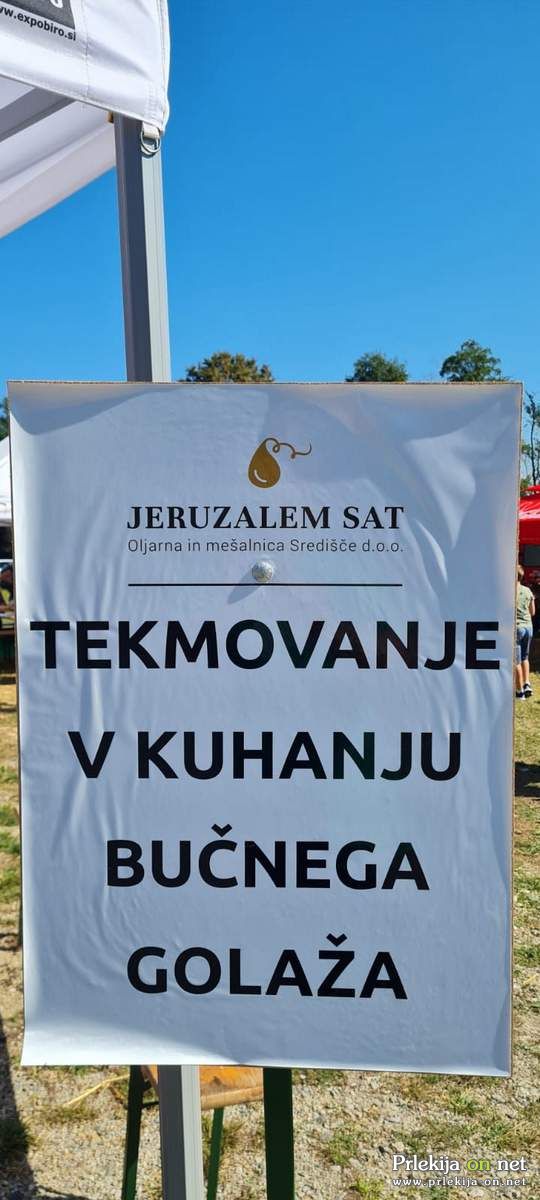 www.expobiro.si
JERUZALEM SAT
Oljarna in mešalnica Središče d.o.o.
TEKMOVANJE
V KUHANJU
BUČNEGA
GOLAŽA
Prlekija on.net
www.prlekija-on.net